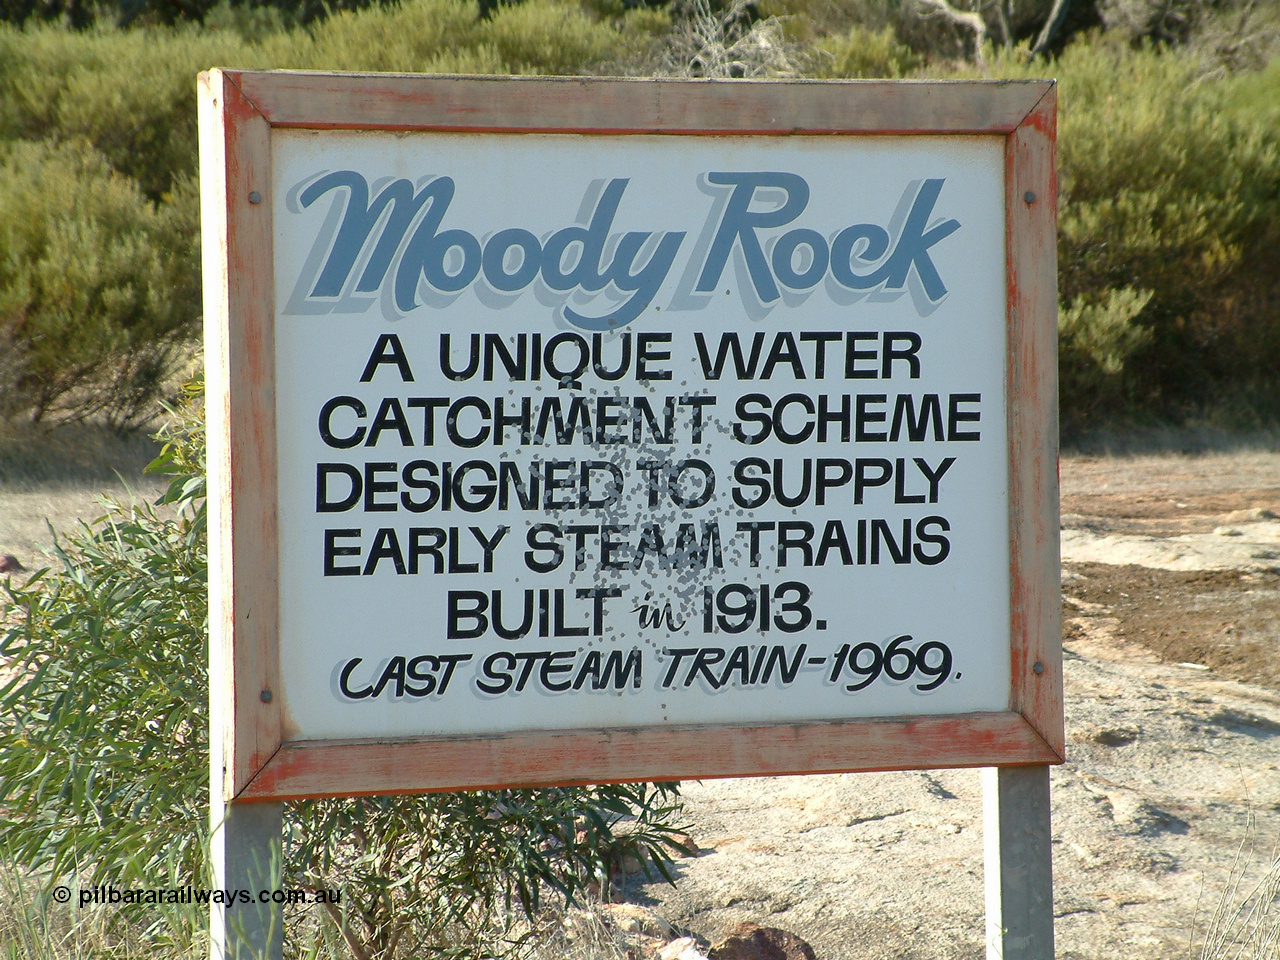 Moody Rock
A UNIQUE WATER
CATCHMENT SCHEME
DESIGNED TO SUPPLY
EARLY STEAM TRAINS
BUILT in 1913.
LAST STEAM TRAIN-1969.
© pilbararailways.com.au